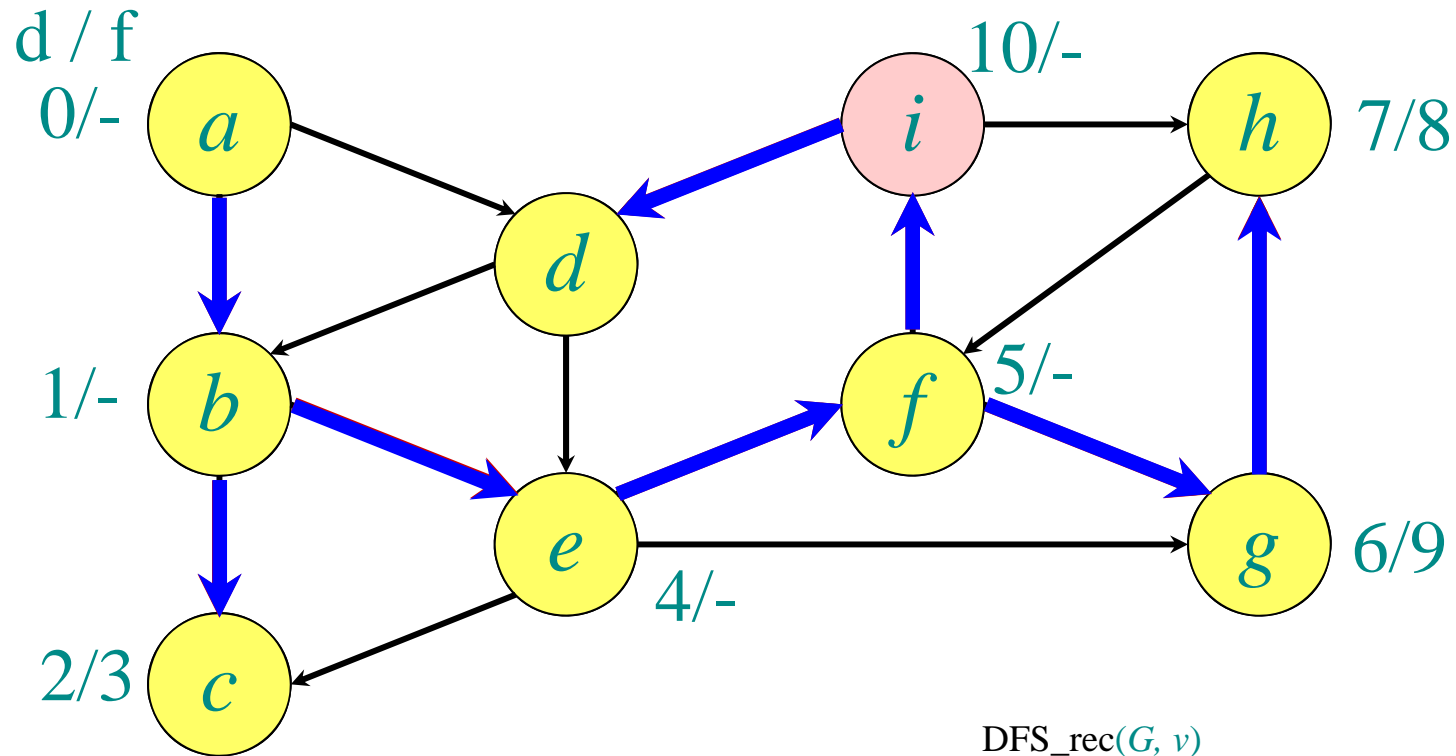 d / f
0/-
a
i
10/-
h
7/8
d
1/-
b
f
5/-
e
4/-
g
6/9
2/3
c
DFS_rec(G, v)